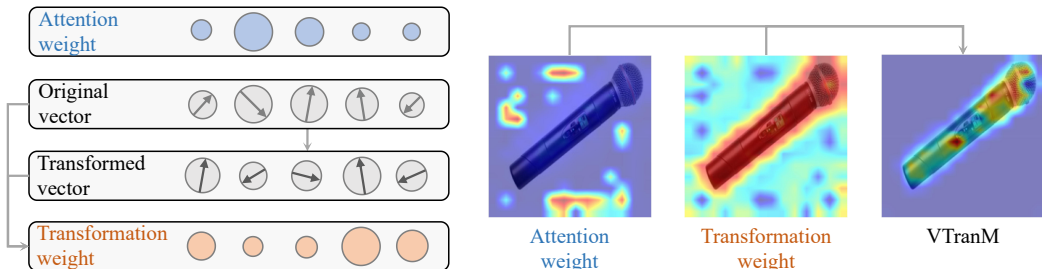 Attention
weight
Original
vector
Transformed
vector
Transformation
weight
Attention
weight
Transformation
weight
VTranM